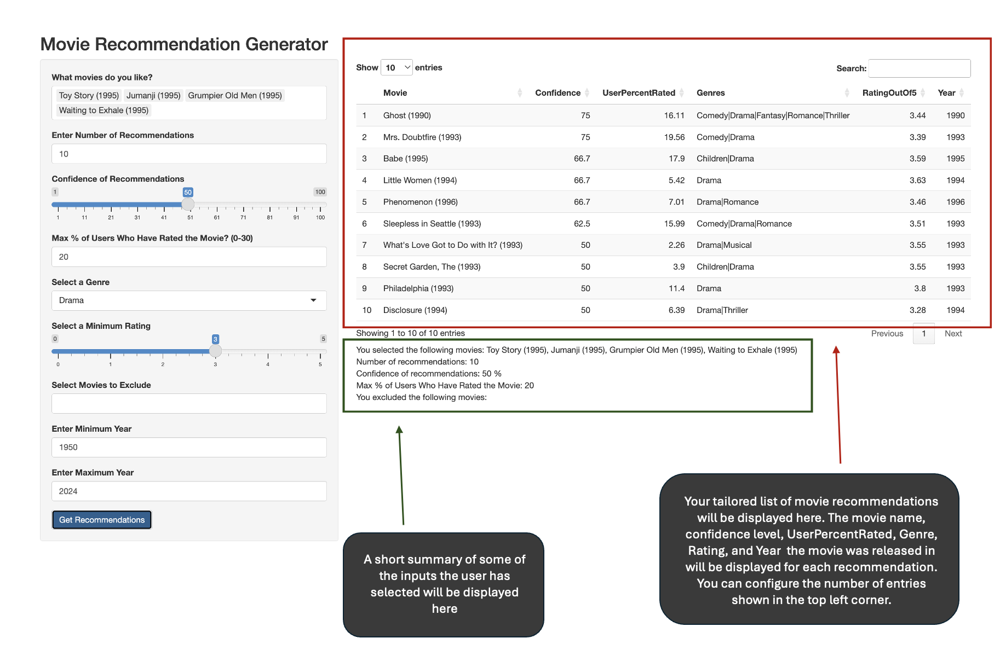 Movie Recommendation Generator
What movies do you like?
Toy Story (1995) Jumanji (1995) Grumpier Old Men (1995)
Waiting to Exhale (1995)
Enter Number of Recommendations
10
Confidence of Recommendations
1 50 100
1 11 21 31 41 51 61 71 81 91 100
Max % of Users Who Have Rated the Movie? (0-30)
20
Select a Genre
Drama
Select a Minimum Rating
0 3 5
0 1 2 3 4 5
Select Movies to Exclude
Enter Minimum Year
1950
Enter Maximum Year
2024
Get Recommendations
Show 10 entries Search:
Movie Confidence UserPercentRated Genres RatingOutOf5 Year
1 Ghost (1990) 75 16.11 Comedy|Drama|Fantasy|Romance|Thriller 3.44 1990
2 Mrs. Doubtfire (1993) 75 19.56 Comedy|Drama 3.39 1993
3 Babe (1995) 66.7 17.9 Children|Drama 3.59 1995
4 Little Women (1994) 66.7 5.42 Drama 3.63 1994
5 Phenomenon (1996) 66.7 7.01 Drama|Romance 3.46 1996
6 Sleepless in Seattle (1993) 62.5 15.99 Comedy|Drama|Romance 3.51 1993
7 What's Love Got to Do with It? (1993) 50 2.26 Drama|Musical 3.55 1993
8 Secret Garden, The (1993) 50 3.9 Children|Drama 3.55 1993
9 Philadelphia (1993) 50 11.4 Drama 3.8 1993
10 Disclosure (1994) 50 6.39 Drama|Thriller 3.28 1994
Showing 1 to 10 of 10 entries Previous 1 Next
You selected the following movies: Toy Story (1995), Jumanji (1995), Grumpier Old Men (1995), Waiting to Exhale (1995)
Number of recommendations: 10
Confidence of recommendations: 50 %
Max % of Users Who Have Rated the Movie: 20
You excluded the following movies:
A short summary of some of
the inputs the user has
selected will be displayed
here
Your tailored list of movie recommendations
will be displayed here. The movie name,
confidence level, UserPercentRated, Genre,
Rating, and Year the movie was released in
will be displayed for each recommendation.
You can configure the number of entries
shown in the top left corner.